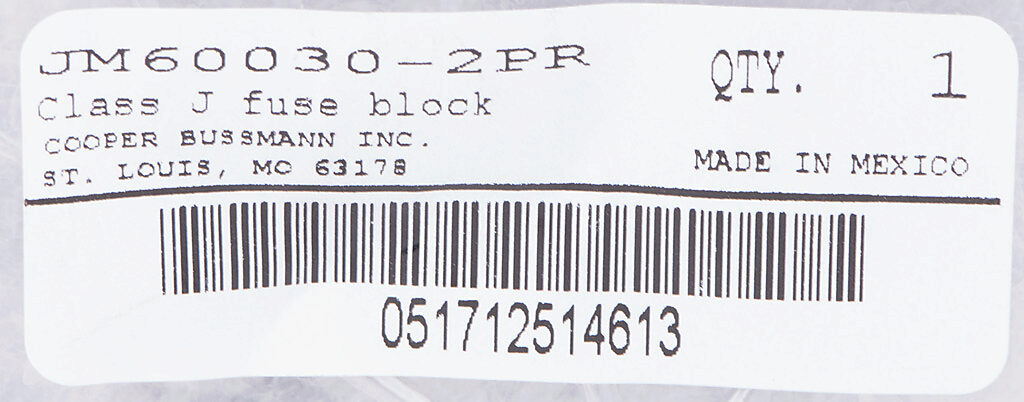 JM60030-2PR
Class J fuse block
COOPER BUSSMANN INC.
ST. LOUIS, MO 63178
QTY. 1
MADE IN MEXICO
051712514613